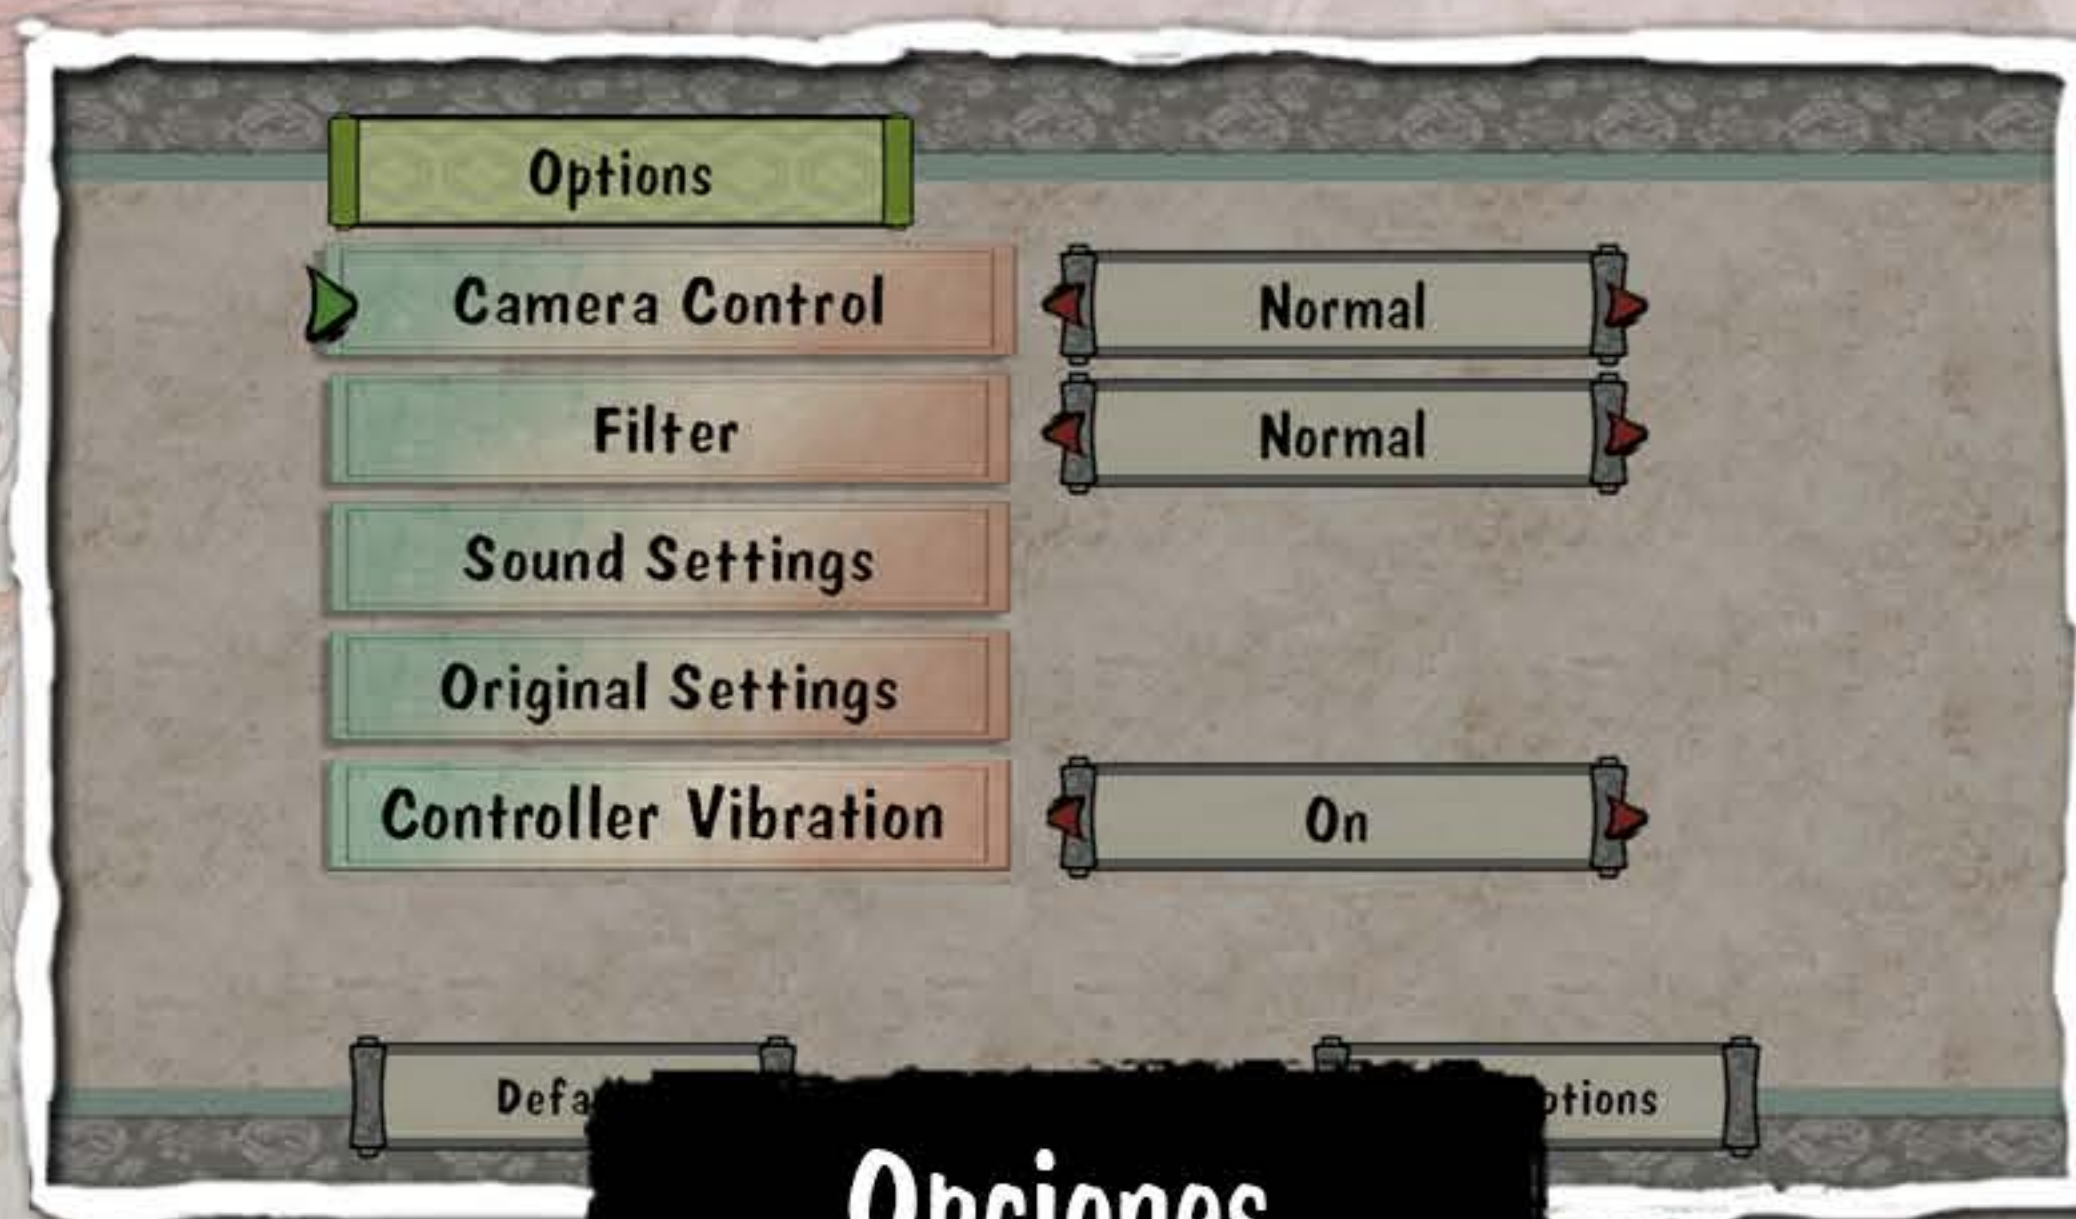 Options
Camera Control Normal
Filter Normal
Sound Settings
Original Settings
Controller Vibration On
Opciones